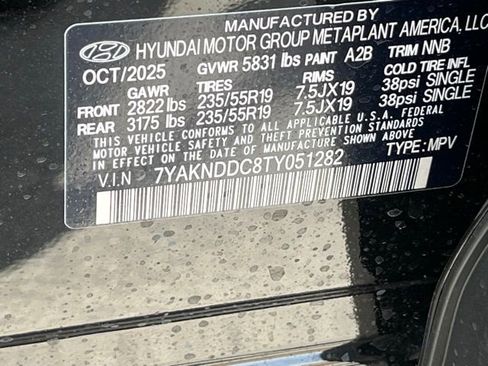 MANUFACTURED BY
HYUNDAI MOTOR GROUP METAPLANT AMERICA, LLC
OCT/2025 GVWR 5831 lbs PAINT A2B TRIM NNB
GAWR TIRES RIMS COLD TIRE INFL
FRONT 2822 lbs 235/55R19 7.5JX19 38psi SINGLE
REAR 3175 lbs 235/55R19 7.5JX19 38psi SINGLE
THIS VEHICLE CONFORMS TO ALL APPLICABLE U.S.A. FEDERAL
MOTOR VEHICLE SAFETY, BUMPER, AND THEFT PREVENTION STANDARDS
IN EFFECT ON THE DATE OF MANUFACTURE SHOWN ABOVE
V.I.N 7YAKNDDC8TY051282 TYPE: MPV